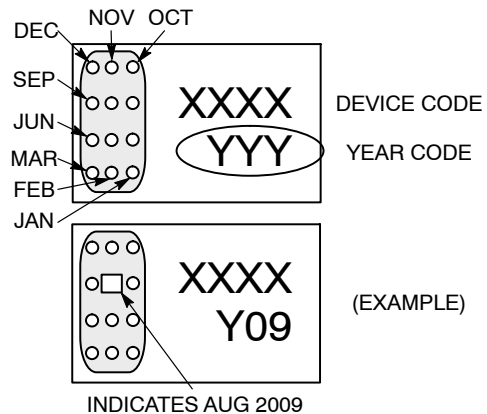 DEC
NOV
OCT
SEP
JUN
MAR
FEB
JAN
XXXX
YYY
DEVICE CODE
YEAR CODE
XXXX
Y09
(EXAMPLE)
INDICATES AUG 2009